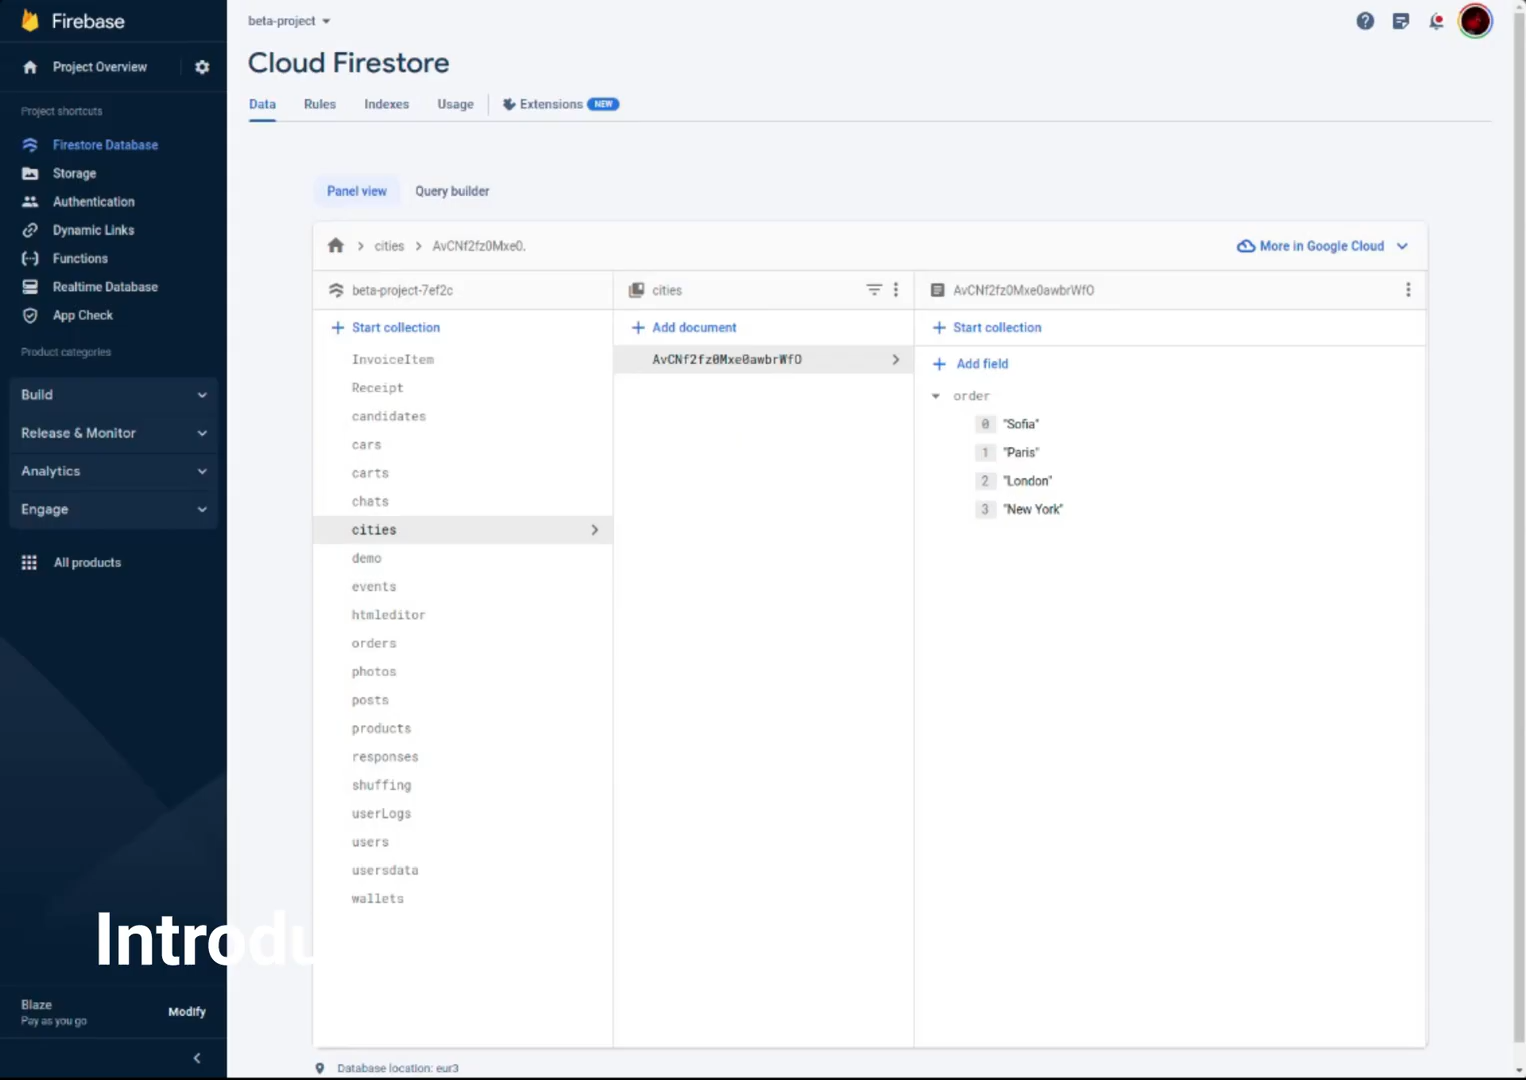 Firebase
Project Overview
Project shortcuts
Firestore Database
Storage
Authentication
Dynamic Links
Functions
Realtime Database
App Check
Product categories
Build
Release & Monitor
Analytics
Engage
All products
Blaze
Pay as you go
Modify
beta-project
Cloud Firestore
Data
Rules
Indexes
Usage
Extensions NEW
Panel view
Query builder
cities
AvCNf2fz0Mxe0.
More in Google Cloud
beta-project-7ef2c
Start collection
InvoiceItem
Receipt
candidates
cars
carts
chats
cities
demo
events
htmleditor
orders
photos
posts
products
responses
shuffing
userLogs
users
usersdata
wallets
cities
Add document
AvCNf2fz0Mxe0awbrWfO
AvCNf2fz0Mxe0awbrWfO
Start collection
Add field
order
0 "Sofia"
1 "Paris"
2 "London"
3 "New York"
Database location: eur3
Introdu